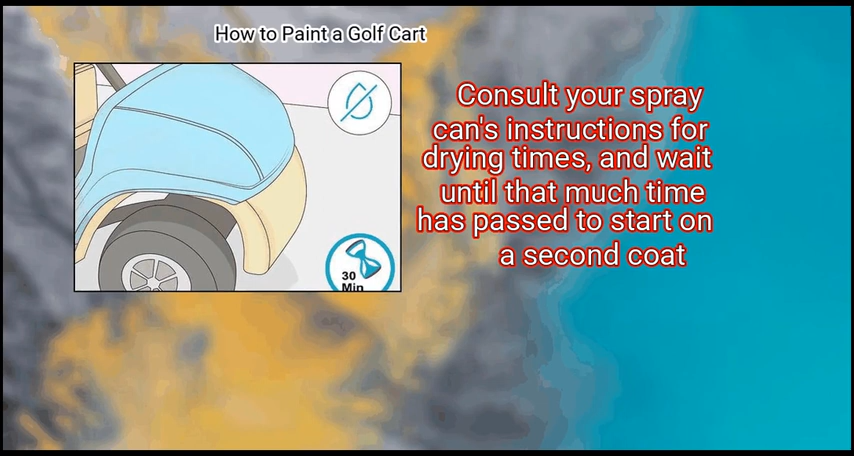 How to Paint a Golf Cart
30
Min
Consult your spray
can's instructions for
drying times, and wait
until that much time
has passed to start on
a second coat